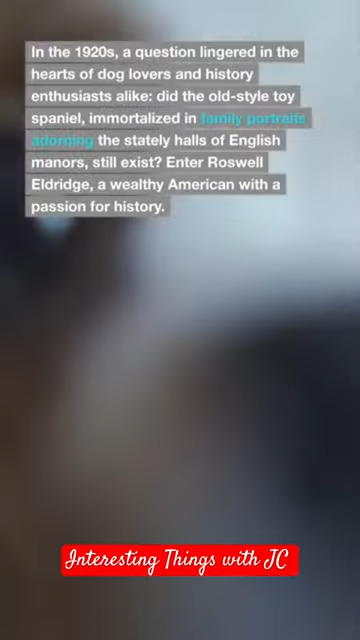 In the 1920s, a question lingered in the
hearts of dog lovers and history
enthusiasts alike: did the old-style toy
spaniel, immortalized in family portraits
adorning the stately halls of English
manors, still exist? Enter Roswell
Eldridge, a wealthy American with a
passion for history.
Interesting Things with JC